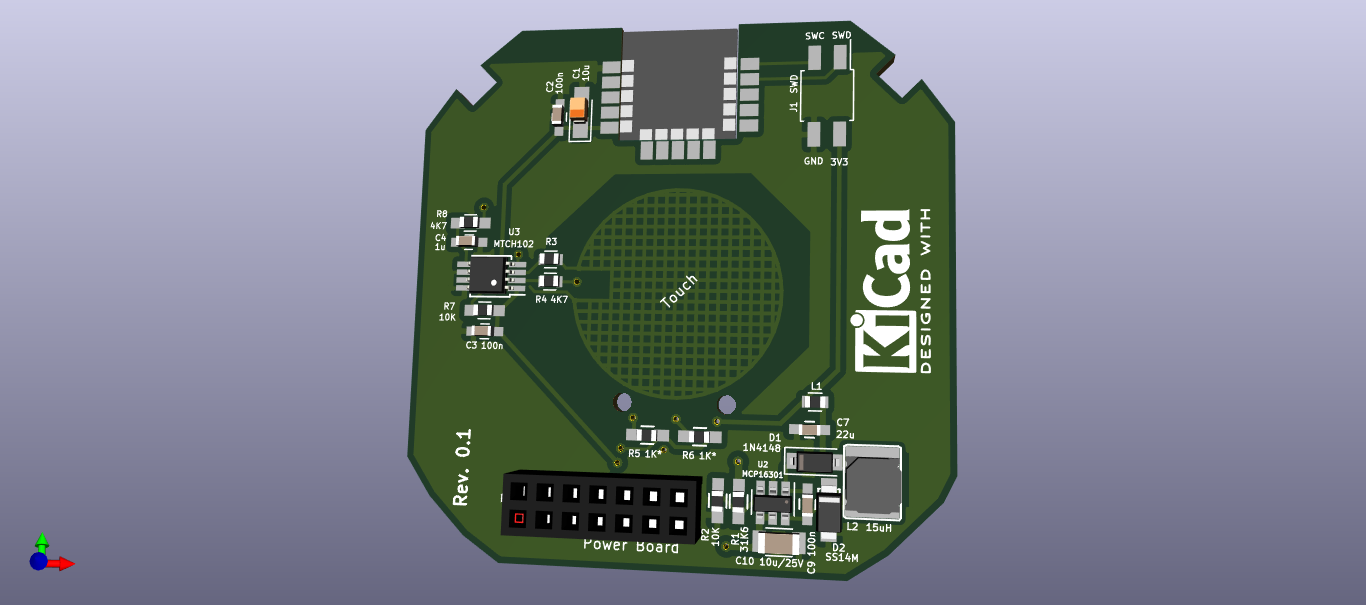 SWC SWD
C2 100n
C1 10u
J1 SWD
GND 3V3
R8
4K7
C4
1u
U3
MTCH102
R3
R4 4K7
R7
10K
C3 100n
Touch
KiCad
DESIGNED WITH
L1
C7
22u
D1
1N4148
U2
MCP16301
R5 1K*
R6 1K*
Rev. 0.1
R2
10K
R1
31K6
C9 100n
L2 15uH
D2
SS14M
C10 10u/25V
Power Board